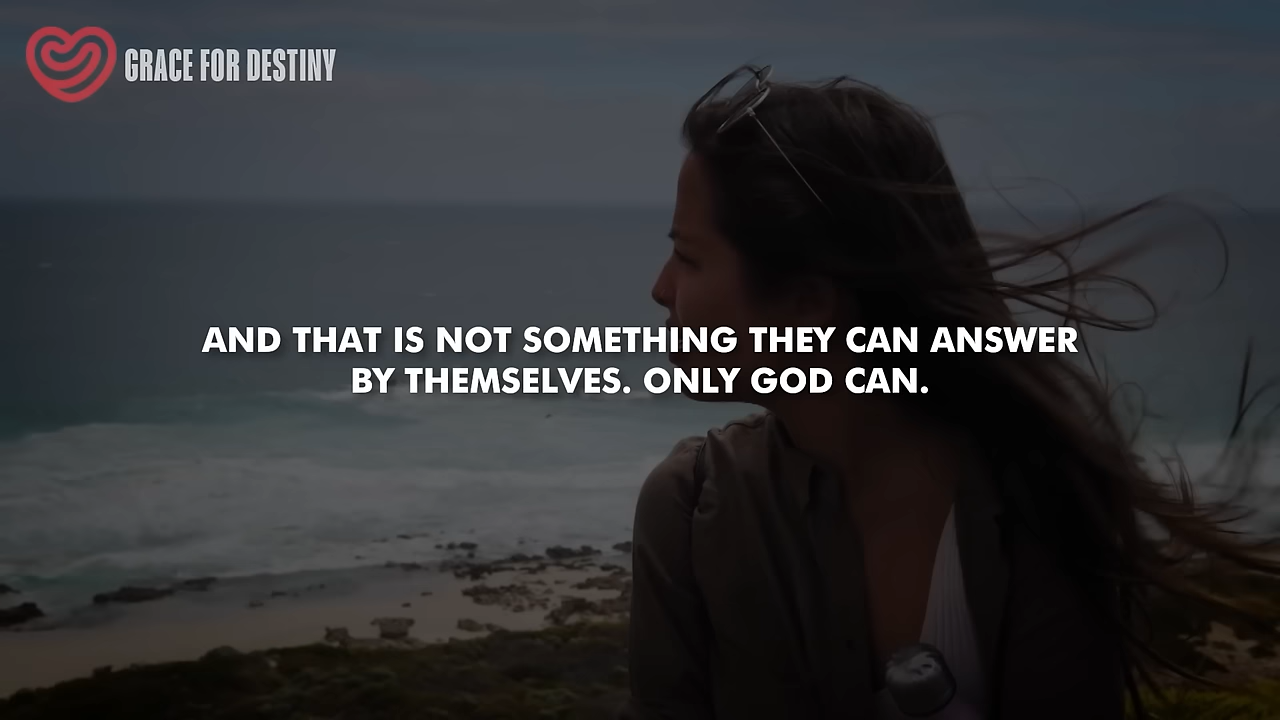 GRACE FOR DESTINY
AND THAT IS NOT SOMETHING THEY CAN ANSWER
BY THEMSELVES. ONLY GOD CAN.